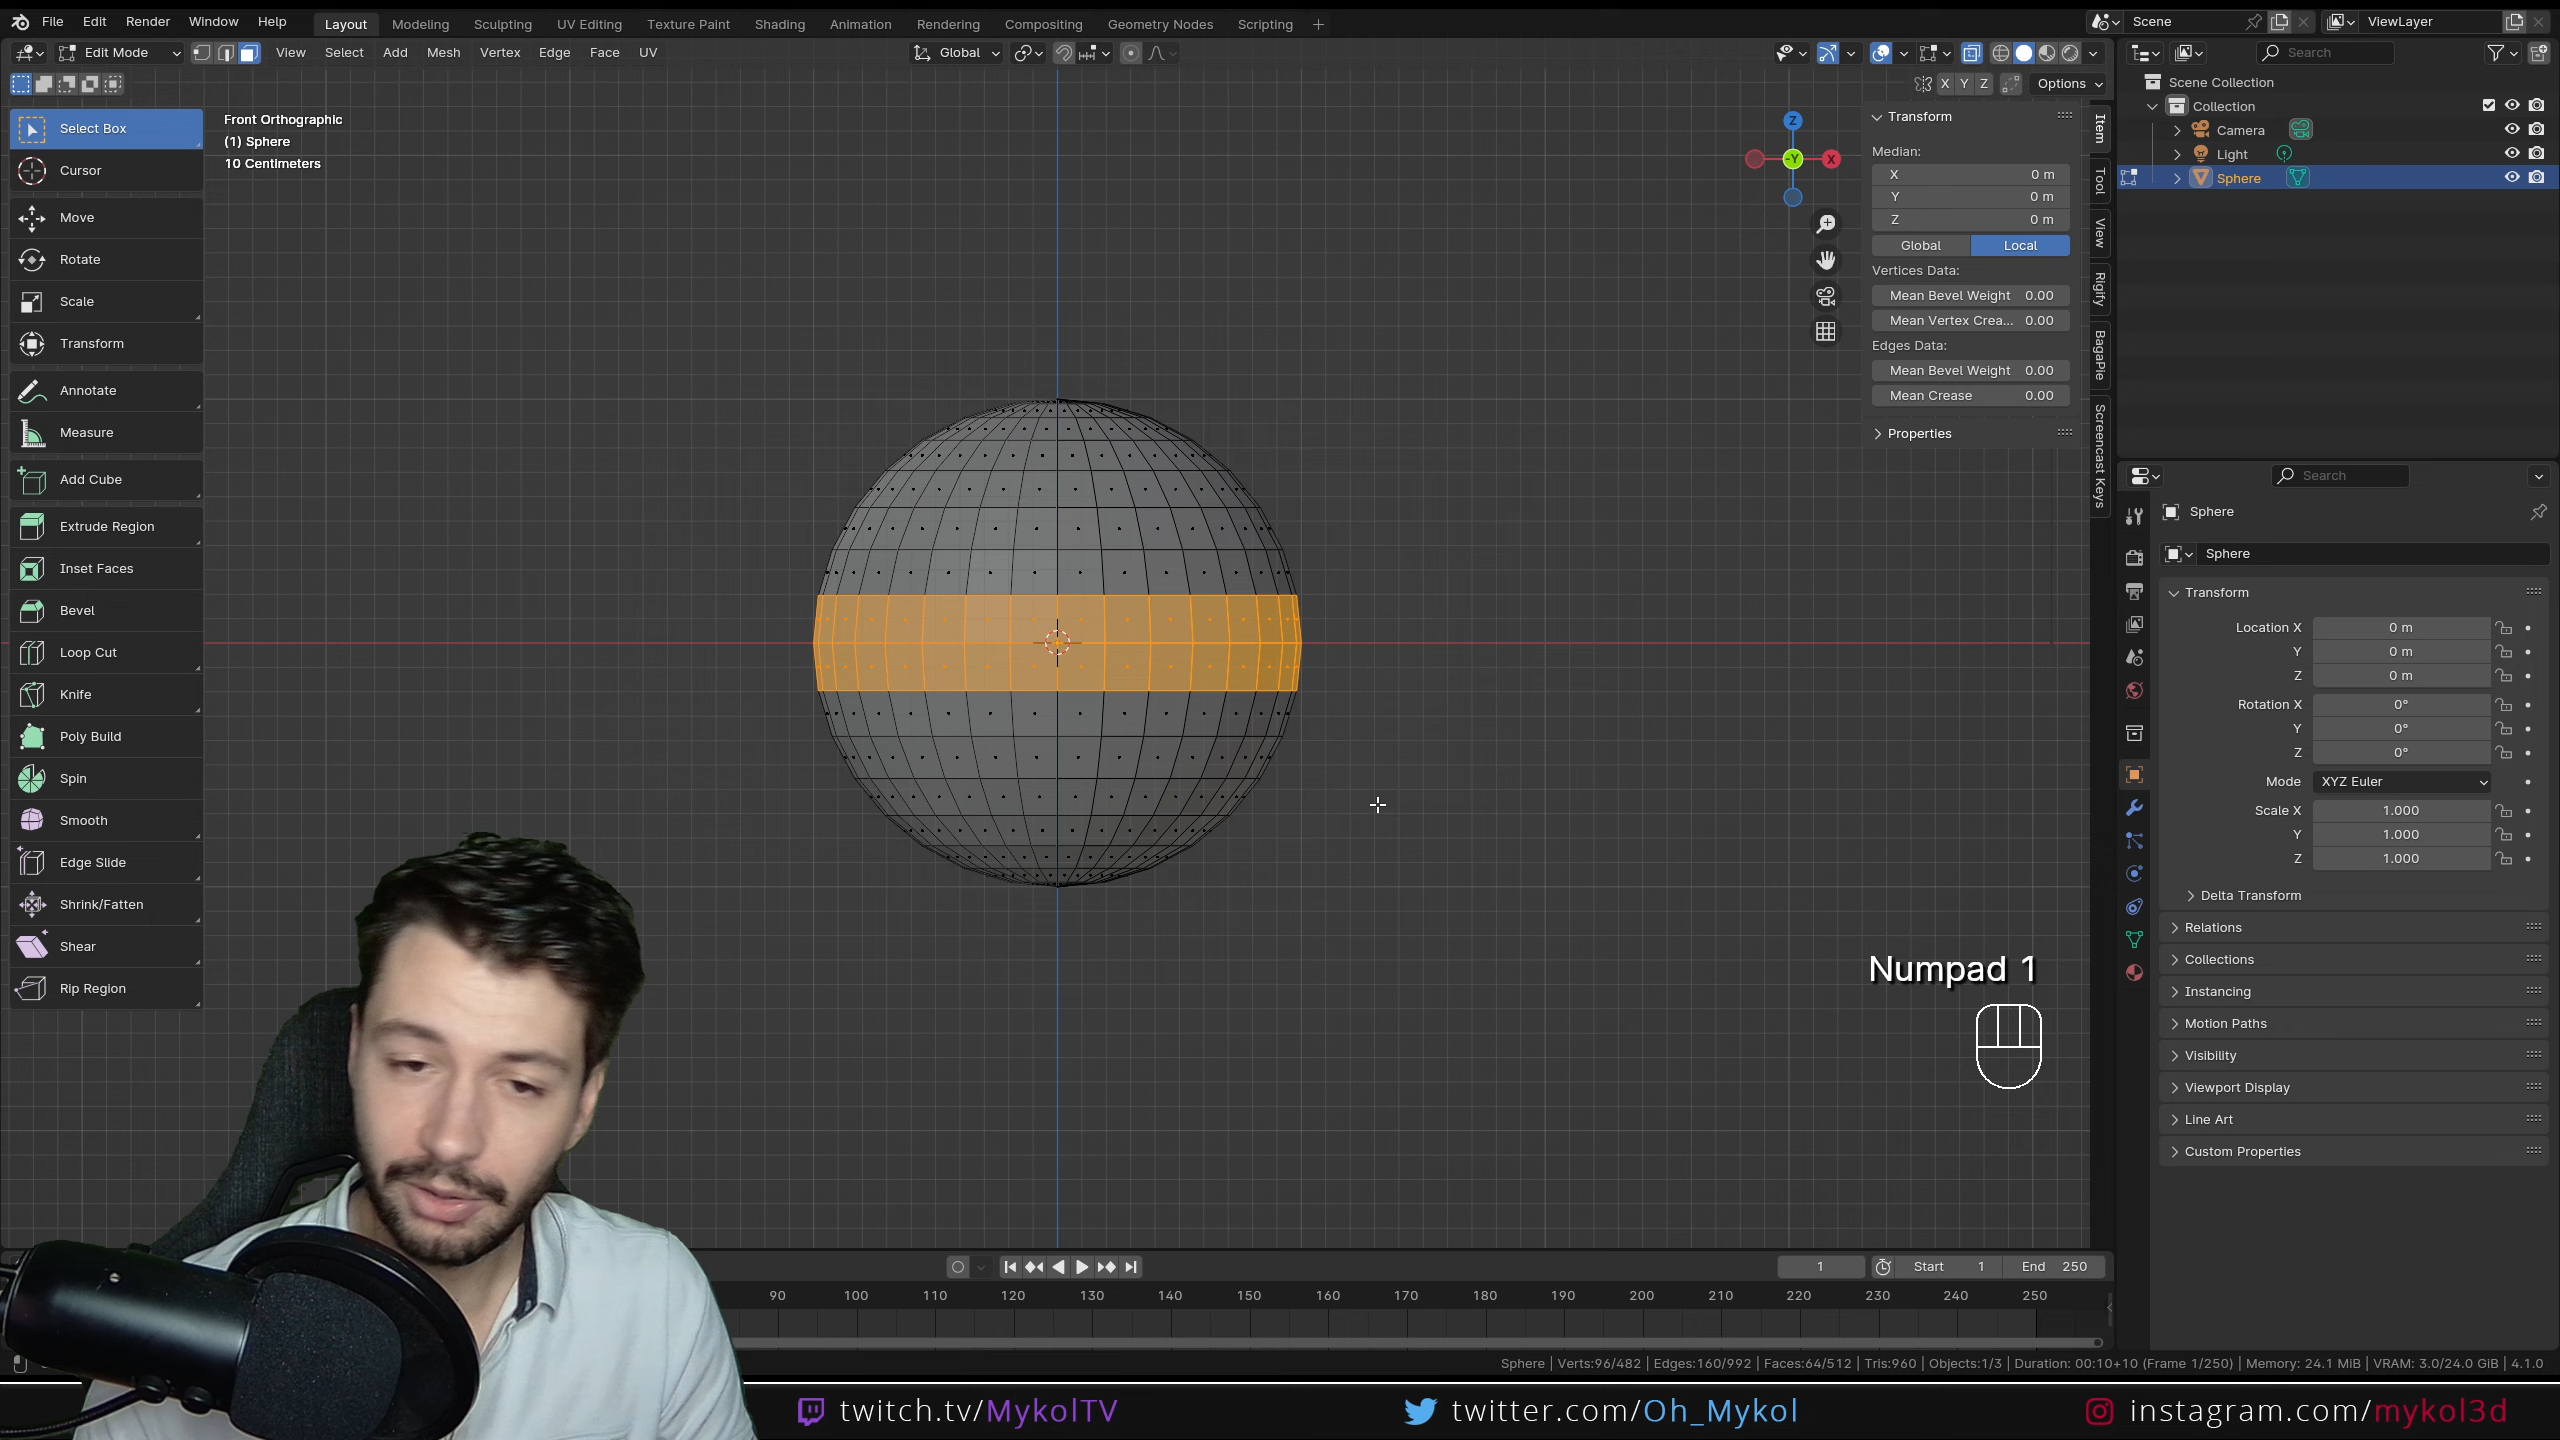 File Edit Render Window Help Layout Modeling Sculpting UV Editing Texture Paint Shading Animation Rendering Compositing Geometry Nodes Scripting + Scene ViewLayer
Edit Mode View Select Add Mesh Vertex Edge Face UV Global Search
X Y Z Options
Select Box
Cursor
Move
Rotate
Scale
Transform
Annotate
Measure
Add Cube
Extrude Region
Inset Faces
Bevel
Loop Cut
Knife
Poly Build
Spin
Smooth
Edge Slide
Shrink/Fatten
Shear
Rip Region
Front Orthographic
(1) Sphere
10 Centimeters
Z
-Y X
Transform
Median:
X 0 m
Y 0 m
Z 0 m
Global Local
Vertices Data:
Mean Bevel Weight 0.00
Mean Vertex Crea... 0.00
Edges Data:
Mean Bevel Weight 0.00
Mean Crease 0.00
Properties
Item
Tool
View
Rigify
BagaPie
Screencast Keys
Scene Collection
Collection
Camera
Light
Sphere
Search
Sphere
Sphere
Transform
Location X 0 m
Y 0 m
Z 0 m
Rotation X 0°
Y 0°
Z 0°
Mode XYZ Euler
Scale X 1.000
Y 1.000
Z 1.000
Delta Transform
Relations
Collections
Instancing
Motion Paths
Visibility
Viewport Display
Line Art
Custom Properties
Numpad 1
1 Start 1 End 250
90 100 110 120 130 140 150 160 170 180 190 200 210 220 230 240 250
Sphere | Verts:96/482 | Edges:160/992 | Faces:64/512 | Tris:960 | Objects:1/3 | Duration: 00:10+10 (Frame 1/250) | Memory: 24.1 MiB | VRAM: 3.0/24.0 GiB | 4.1.0
twitch.tv/MykolTV twitter.com/Oh_Mykol instagram.com/mykol3d